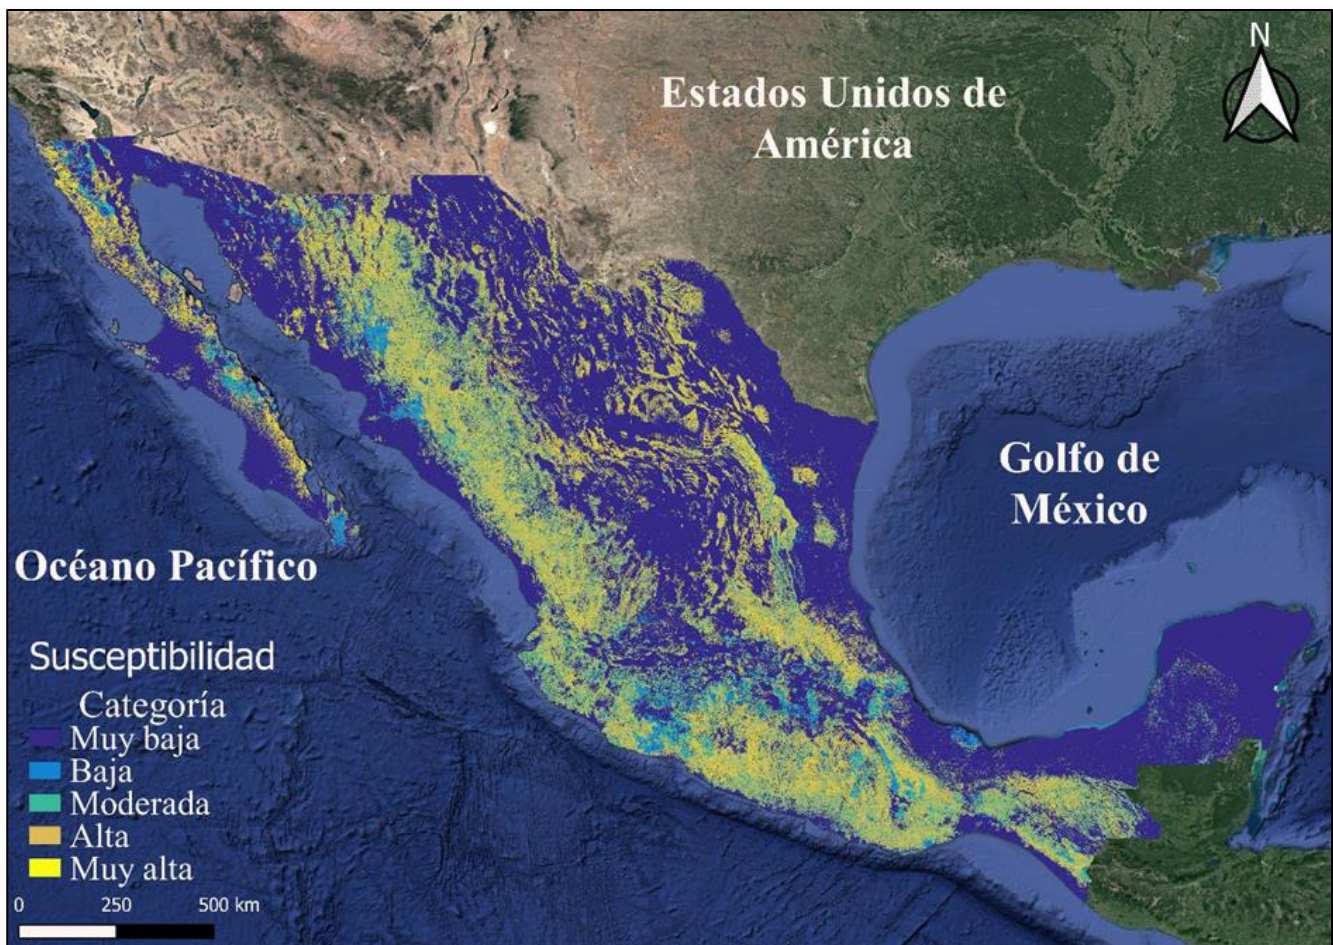 N
Estados Unidos de
América
Golfo de
México
Océano Pacífico
Susceptibilidad
Categoría
Muy baja
Baja
Moderada
Alta
Muy alta
0 250 500 km